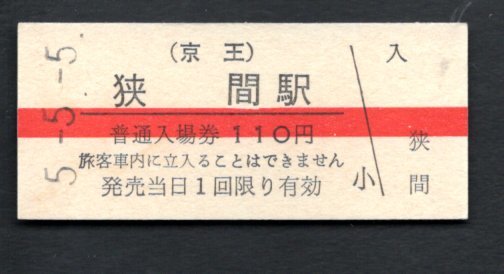 5.-5.-5
(京王)
狭間駅
普通入場券110円
旅客車内に立入ることはできません
発売当日1回限り有効
入
小
狭間